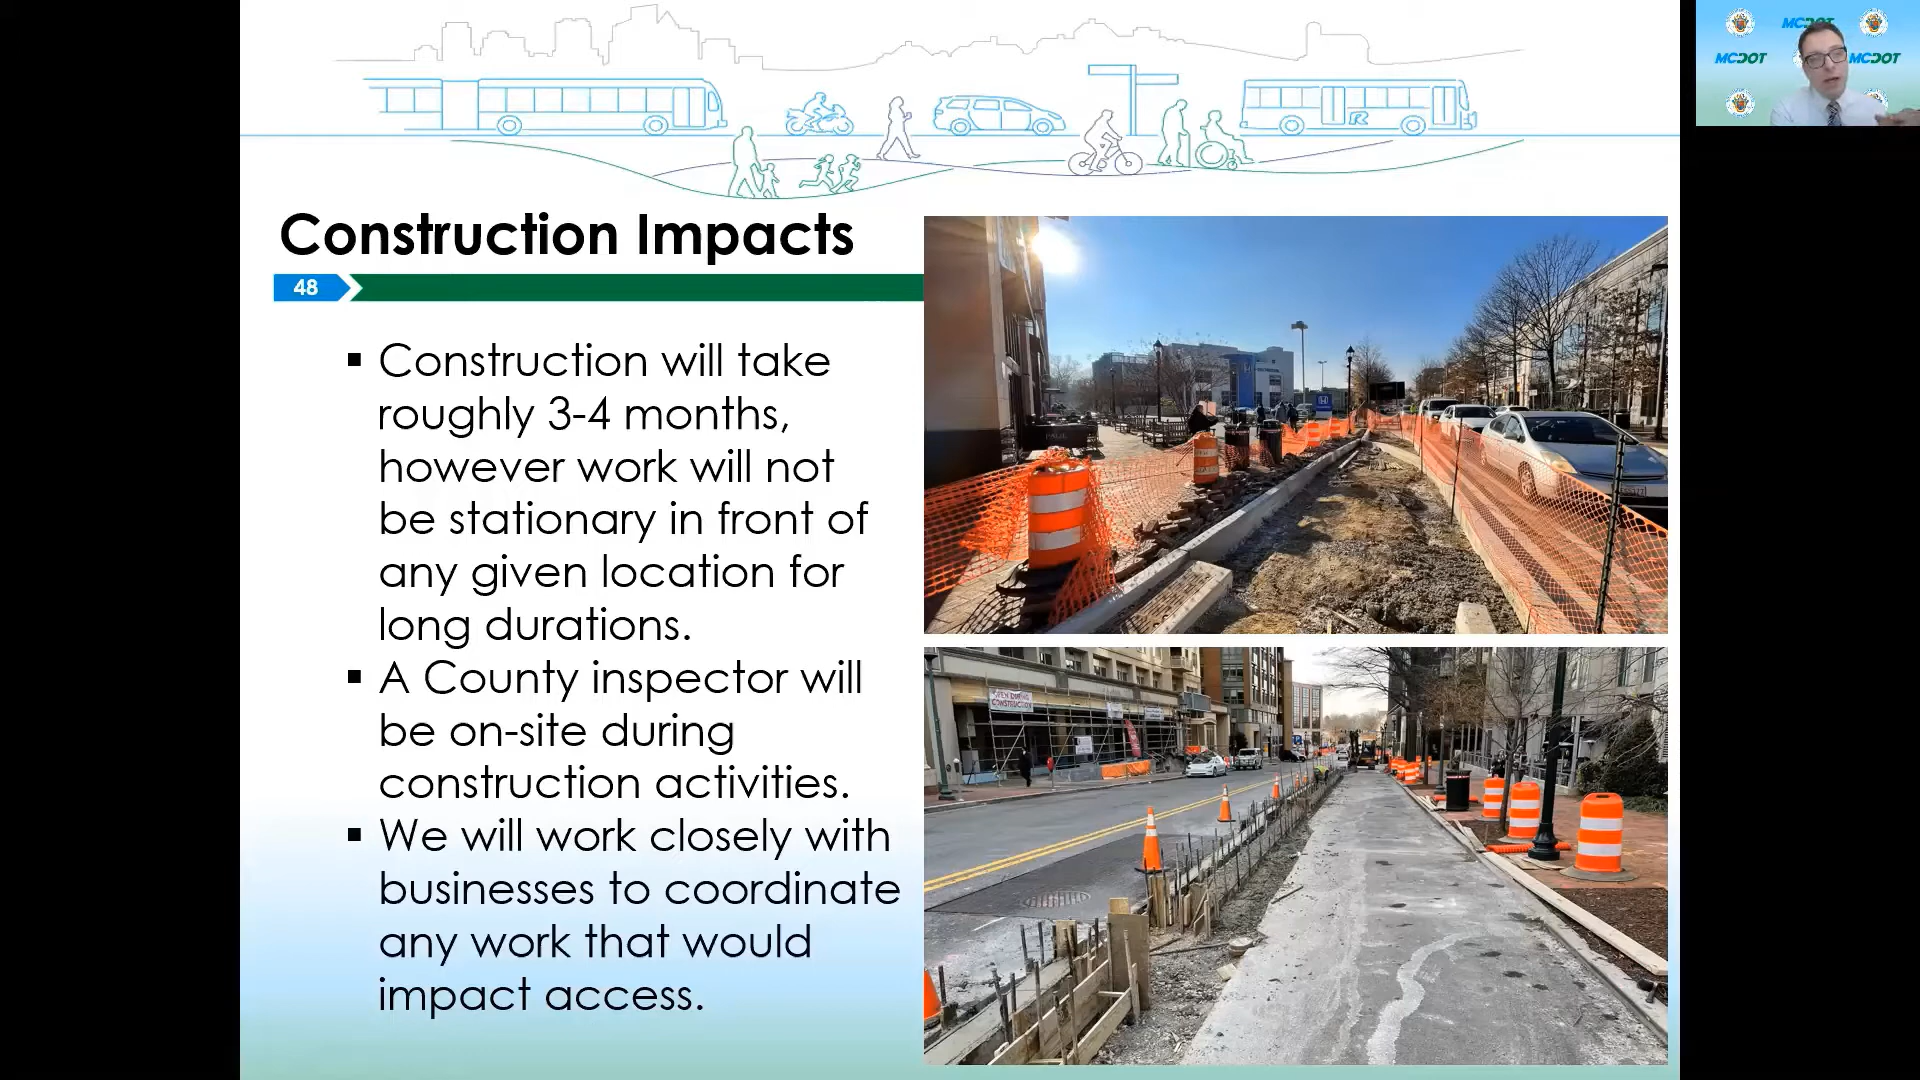 MCDOT
MCDOT
MCDOT
Construction Impacts
48
▪ Construction will take
roughly 3-4 months,
however work will not
be stationary in front of
any given location for
long durations.
▪ A County inspector will
be on-site during
construction activities.
▪ We will work closely with
businesses to coordinate
any work that would
impact access.
OPEN DURING
CONSTRUCTION